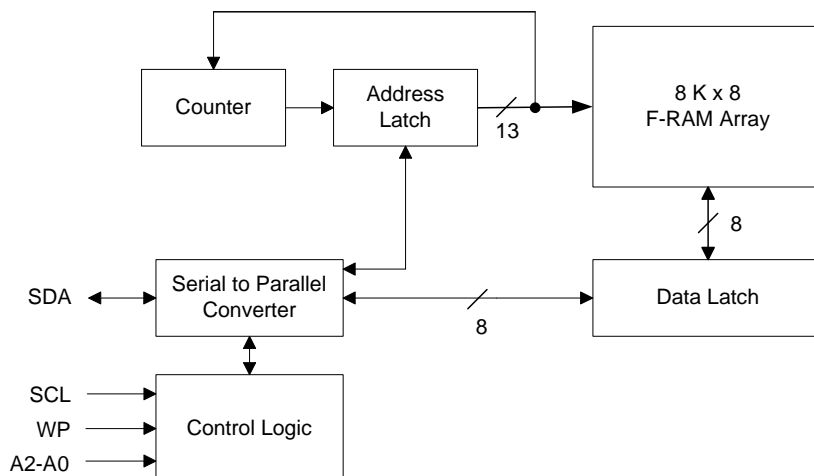 Counter
Address
Latch
13
8 K x 8
F-RAM Array
8
SDA
Serial to Parallel
Converter
8
Data Latch
SCL
WP
A2-A0
Control Logic